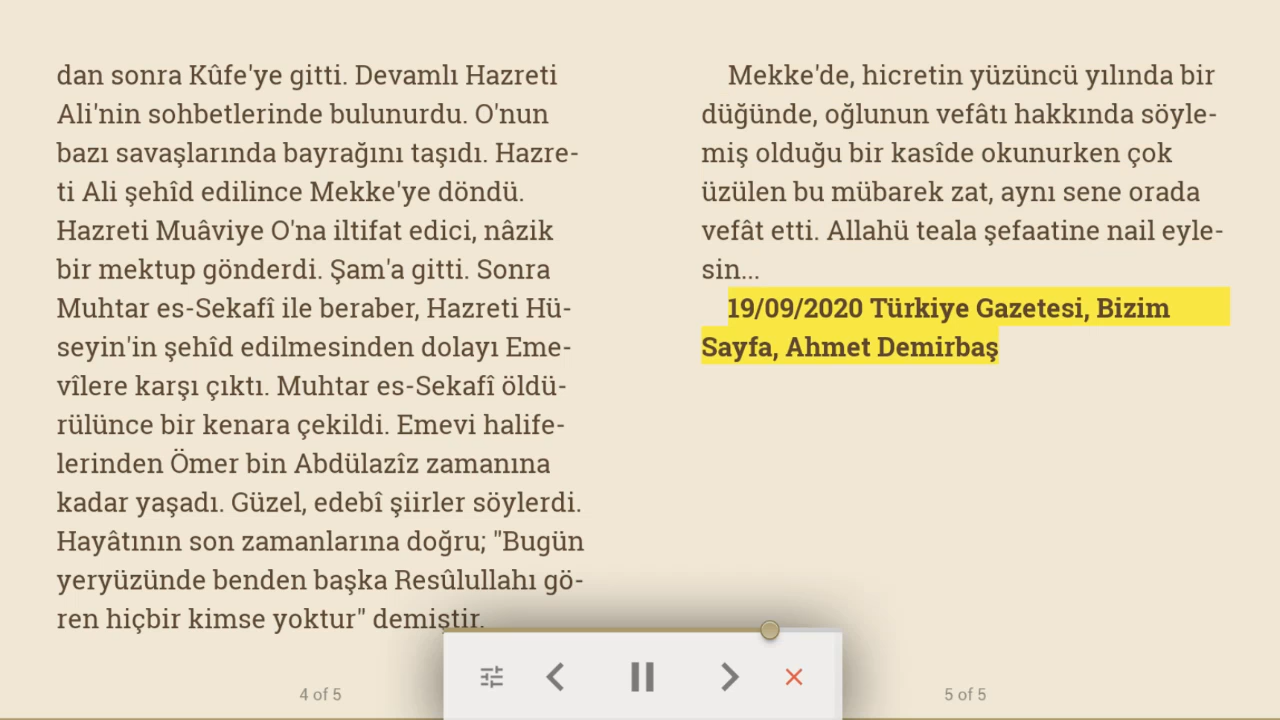 dan sonra Kûfe'ye gitti. Devamlı Hazreti
Ali'nin sohbetlerinde bulunurdu. O'nun
bazı savaşlarında bayrağını taşıdı. Hazre-
ti Ali şehîd edilince Mekke'ye döndü.
Hazreti Muâviye O'na iltifat edici, nâzik
bir mektup gönderdi. Şam'a gitti. Sonra
Muhtar es-Sekafî ile beraber, Hazreti Hü-
seyin'in şehîd edilmesinden dolayı Eme-
vîlere karşı çıktı. Muhtar es-Sekafî öldü-
rülünce bir kenara çekildi. Emevi halife-
lerinden Ömer bin Abdülazîz zamanına
kadar yaşadı. Güzel, edebî şiirler söylerdi.
Hayâtının son zamanlarına doğru; "Bugün
yeryüzünde benden başka Resûlullahı gö-
ren hiçbir kimse yoktur" demiştir.
4 of 5
Mekke'de, hicretin yüzüncü yılında bir
düğünde, oğlunun vefâtı hakkında söyle-
miş olduğu bir kasîde okunurken çok
üzülen bu mübarek zat, aynı sene orada
vefât etti. Allahü teala şefaatine nail eyle-
sin...
19/09/2020 Türkiye Gazetesi, Bizim
Sayfa, Ahmet Demirbaş
5 of 5